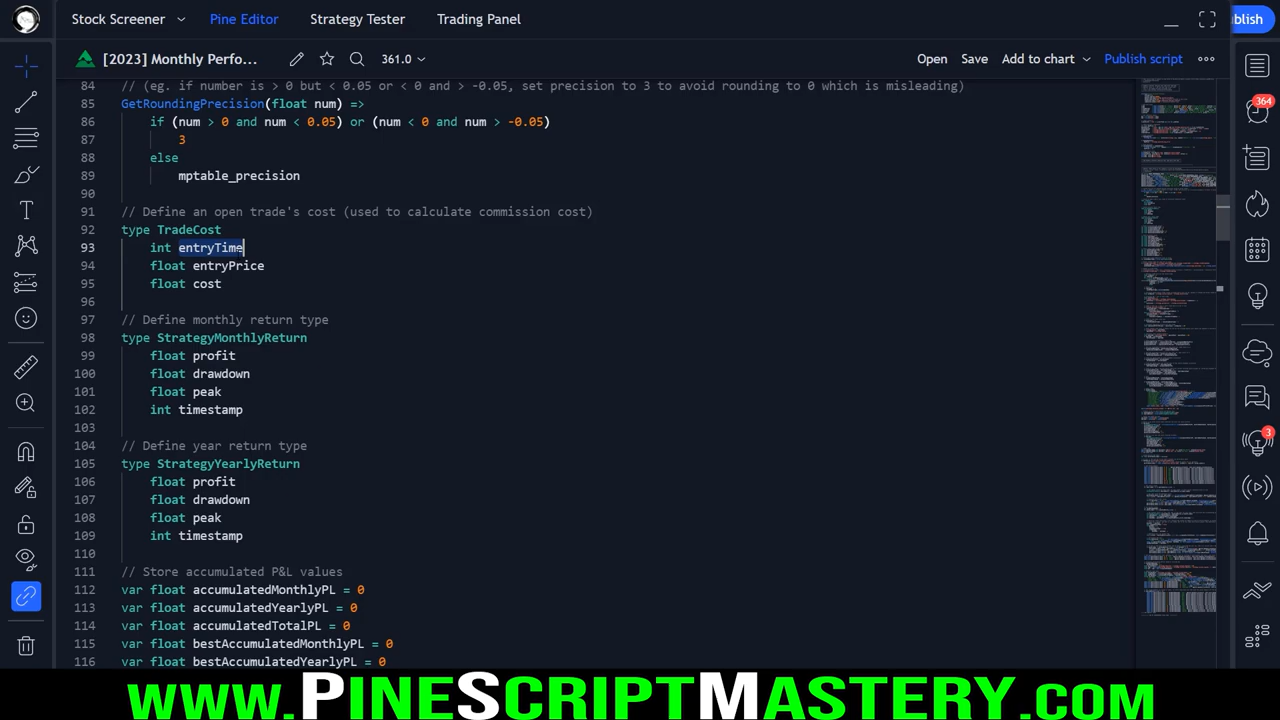 Stock Screener
Pine Editor
Strategy Tester
Trading Panel
blish
[2023] Monthly Perfo...
361.0
Open
Save
Add to chart
Publish script
84 // (eg. if number is > 0 but < 0.05 or < 0 and > -0.05, set precision to 3 to avoid rounding to 0 which is misleading)
85 GetRoundingPrecision(float num) =>
86 if (num > 0 and num < 0.05) or (num < 0 and num > -0.05)
87 3
88 else
89 mptable_precision
90
91 // Define an open trade's cost (used to calculate commission cost)
92 type TradeCost
93 int entryTime
94 float entryPrice
95 float cost
96
97 // Define monthly return type
98 type StrategyMonthlyReturn
99 float profit
100 float drawdown
101 float peak
102 int timestamp
103
104 // Define year return type
105 type StrategyYearlyReturn
106 float profit
107 float drawdown
108 float peak
109 int timestamp
110
111 // Store accumulated P&L values
112 var float accumulatedMonthlyPL = 0
113 var float accumulatedYearlyPL = 0
114 var float accumulatedTotalPL = 0
115 var float bestAccumulatedMonthlyPL = 0
116 var float bestAccumulatedYearlyPL = 0
364
3
www.PineScriptMastery.com